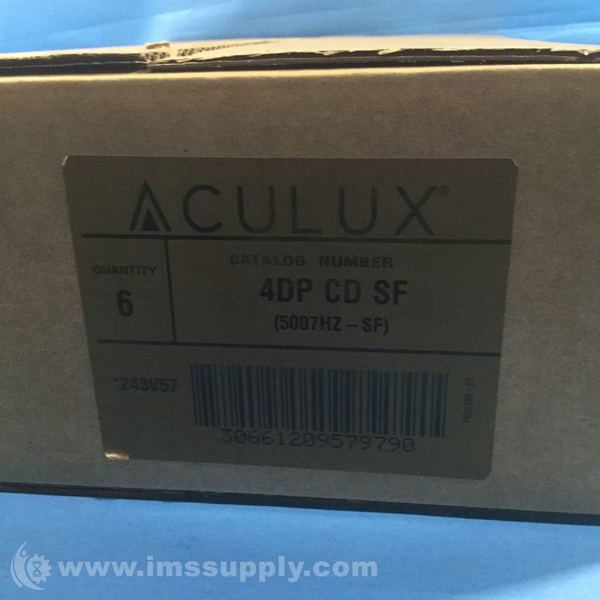 ACULUX®
CATALOG NUMBER
QUANTITY
4DP CD SF
6
(5007HZ-SF)
*243V57
30661209579790
www.imssupply.com